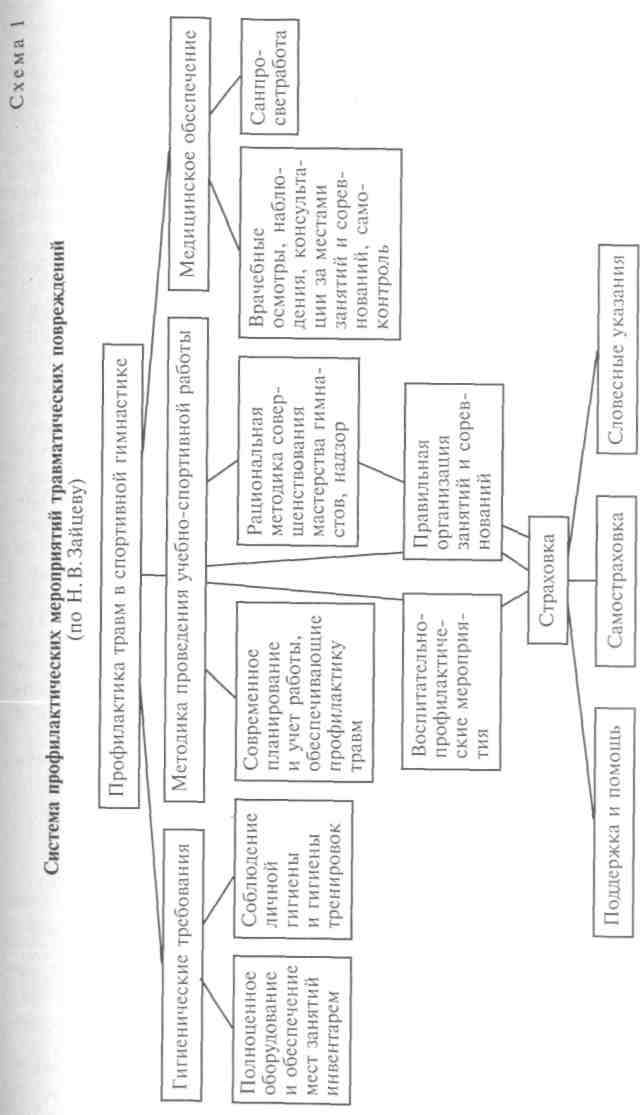 Схема 1
Система профилактических мероприятий травматических повреждений
(по Н. В. Зайцеву)
Профилактика травм в спортивной гимнастике
Гигиенические требования
Методика проведения учебно-спортивной работы
Медицинское обсспечение
Полноценное
оборудование
и обеспечение
мест занятий
инвентарем
Соблюдение
личной
гигиены
и гигиены
тренировок
Современное
планирование
и учет работы,
обеспечивающие
профилактику
травм
Рациональная
методика совер-
шенствования
мастерства гимна-
стов, надзор
Врачебные
осмотры, наблю-
дения, консульта-
ции за местами
занятий и сорев-
нований, само-
контроль
Санпро-
светработа
Воспитательно-
профилактиче-
ские мероприя-
тия
Правильная
организация
занятий и сорев-
нований
Страховка
Поддержка и помощь
Самостраховка
Словесные указания